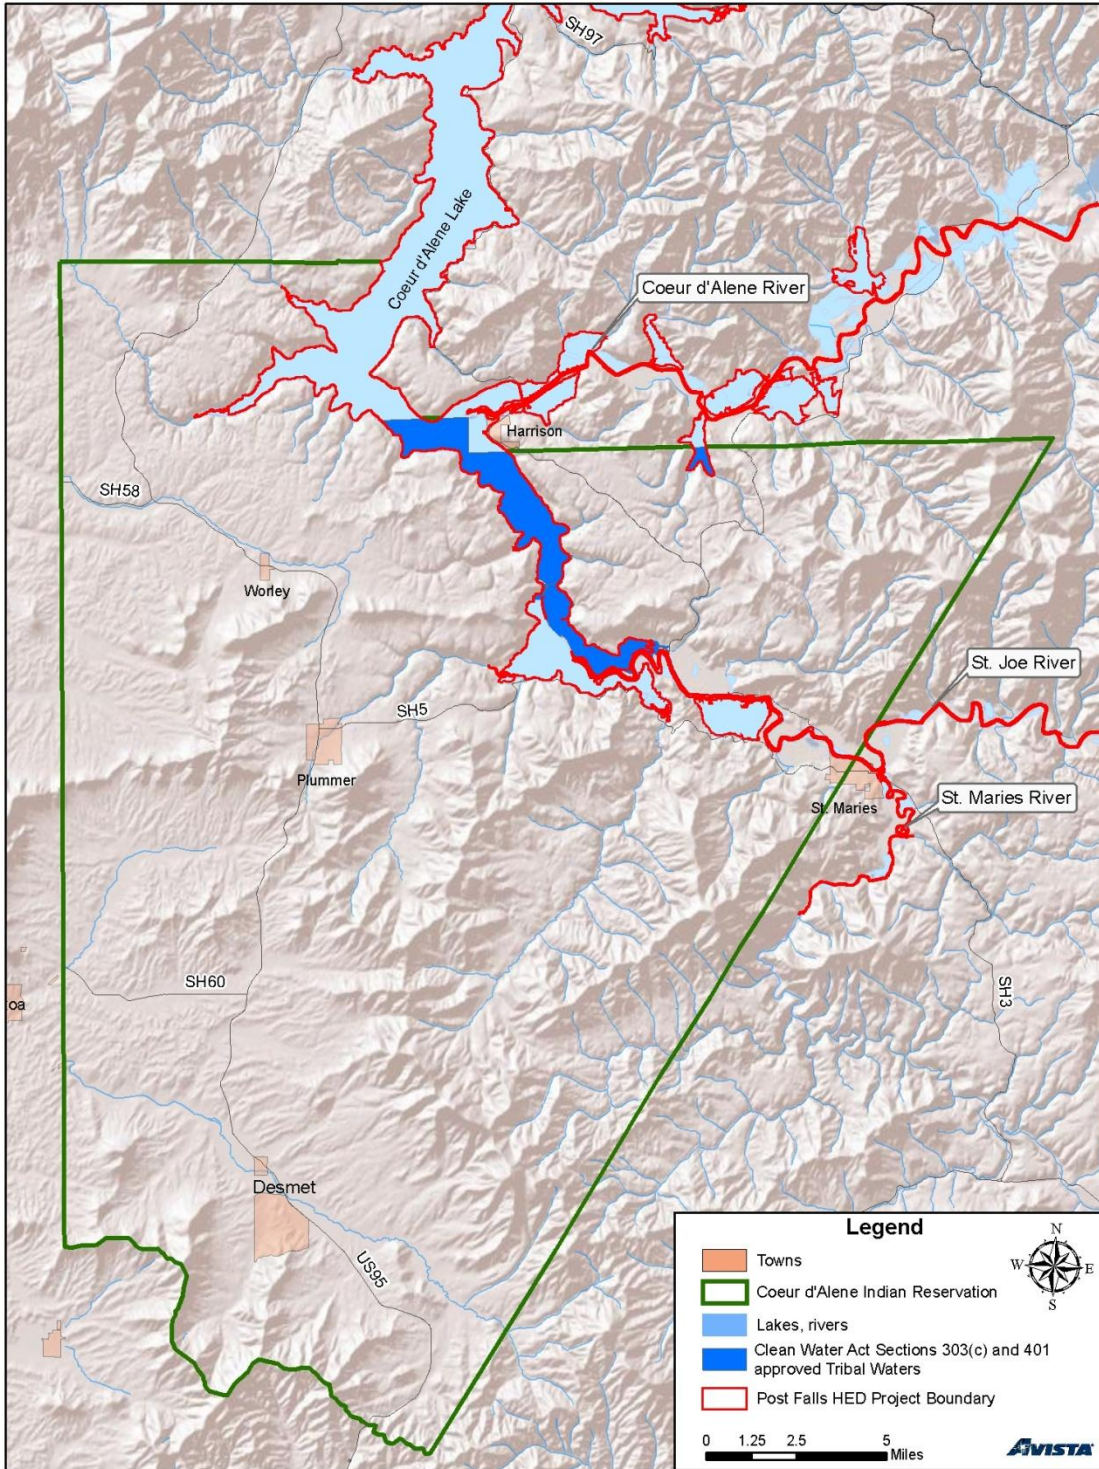 SH97
Coeur d'Alene Lake
Coeur d'Alene River
Harrison
SH58
Worley
St. Joe River
SH5
Plummer
St. Maries
St. Maries River
SH60
oa
SH3
Desmet
US95
Legend
N
W E
S
Towns
Coeur d'Alene Indian Reservation
Lakes, rivers
Clean Water Act Sections 303(c) and 401
approved Tribal Waters
Post Falls HED Project Boundary
0 1.25 2.5 5
Miles
AVISTA